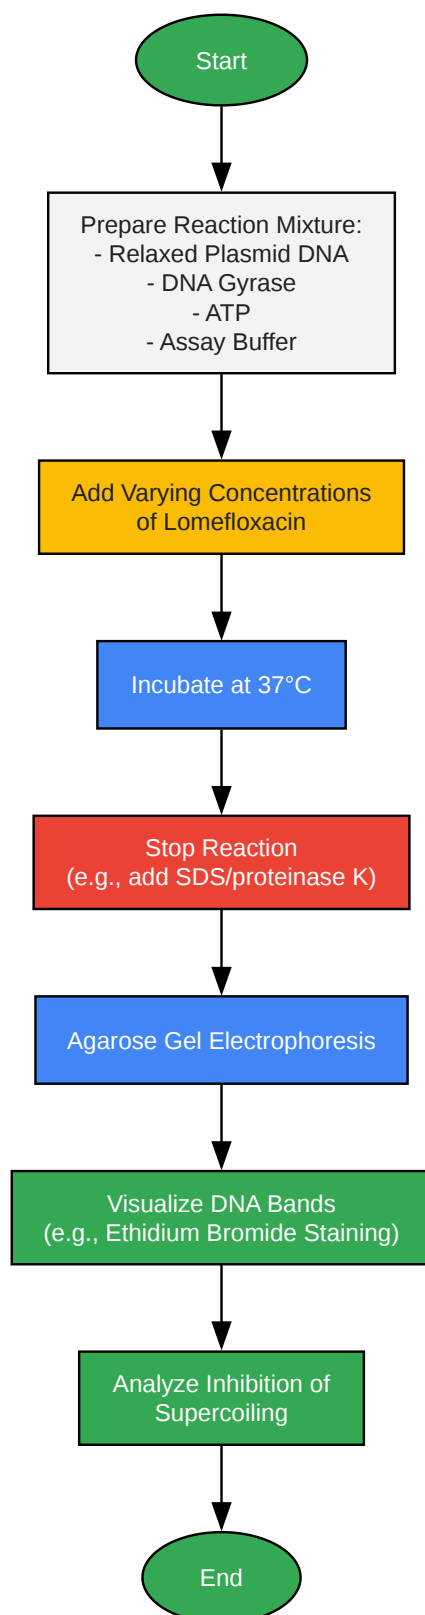 Start
Prepare Reaction Mixture:
- Relaxed Plasmid DNA
- DNA Gyrase
- ATP
- Assay Buffer
Add Varying Concentrations
of Lomefloxacin
Incubate at 37°C
Stop Reaction
(e.g., add SDS/proteinase K)
Agarose Gel Electrophoresis
Visualize DNA Bands
(e.g., Ethidium Bromide Staining)
Analyze Inhibition of
Supercoiling
End